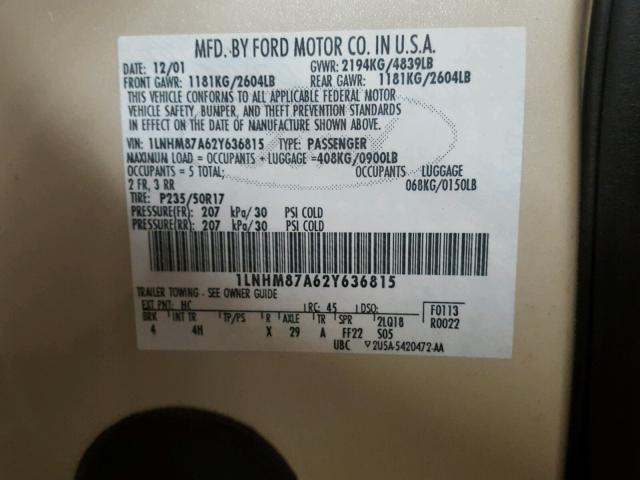 MFD. BY FORD MOTOR CO. IN U.S.A.
DATE: 12/01 GVWR: 2194KG/4839LB
FRONT GAWR: 1181KG/2604LB REAR GAWR: 1181KG/2604LB
THIS VEHICLE CONFORMS TO ALL APPLICABLE FEDERAL MOTOR
VEHICLE SAFETY, BUMPER, AND THEFT PREVENTION STANDARDS
IN EFFECT ON THE DATE OF MANUFACTURE SHOWN ABOVE.
VIN: 1LNHM87A62Y636815 TYPE: PASSENGER
MAXIMUM LOAD = OCCUPANTS + LUGGAGE =408KG/0900LB
OCCUPANTS = 5 TOTAL; OCCUPANTS LUGGAGE
2 FR, 3 RR 068KG/0150LB
TIRE: P235/50R17
PRESSURE(FR): 207 kPa/30 PSI COLD
PRESSURE(RR): 207 kPa/30 PSI COLD
1LNHM87A62Y636815
TRAILER TOWING - SEE OWNER GUIDE
EXT PNT: HC RC: 45 DSO: F0113
BRK INT TR TP/PS R AXLE TR SPR 2LQ18 R0022
4 4H X 29 A FF22 S05
UBC ▽2U5A-5420472-AA